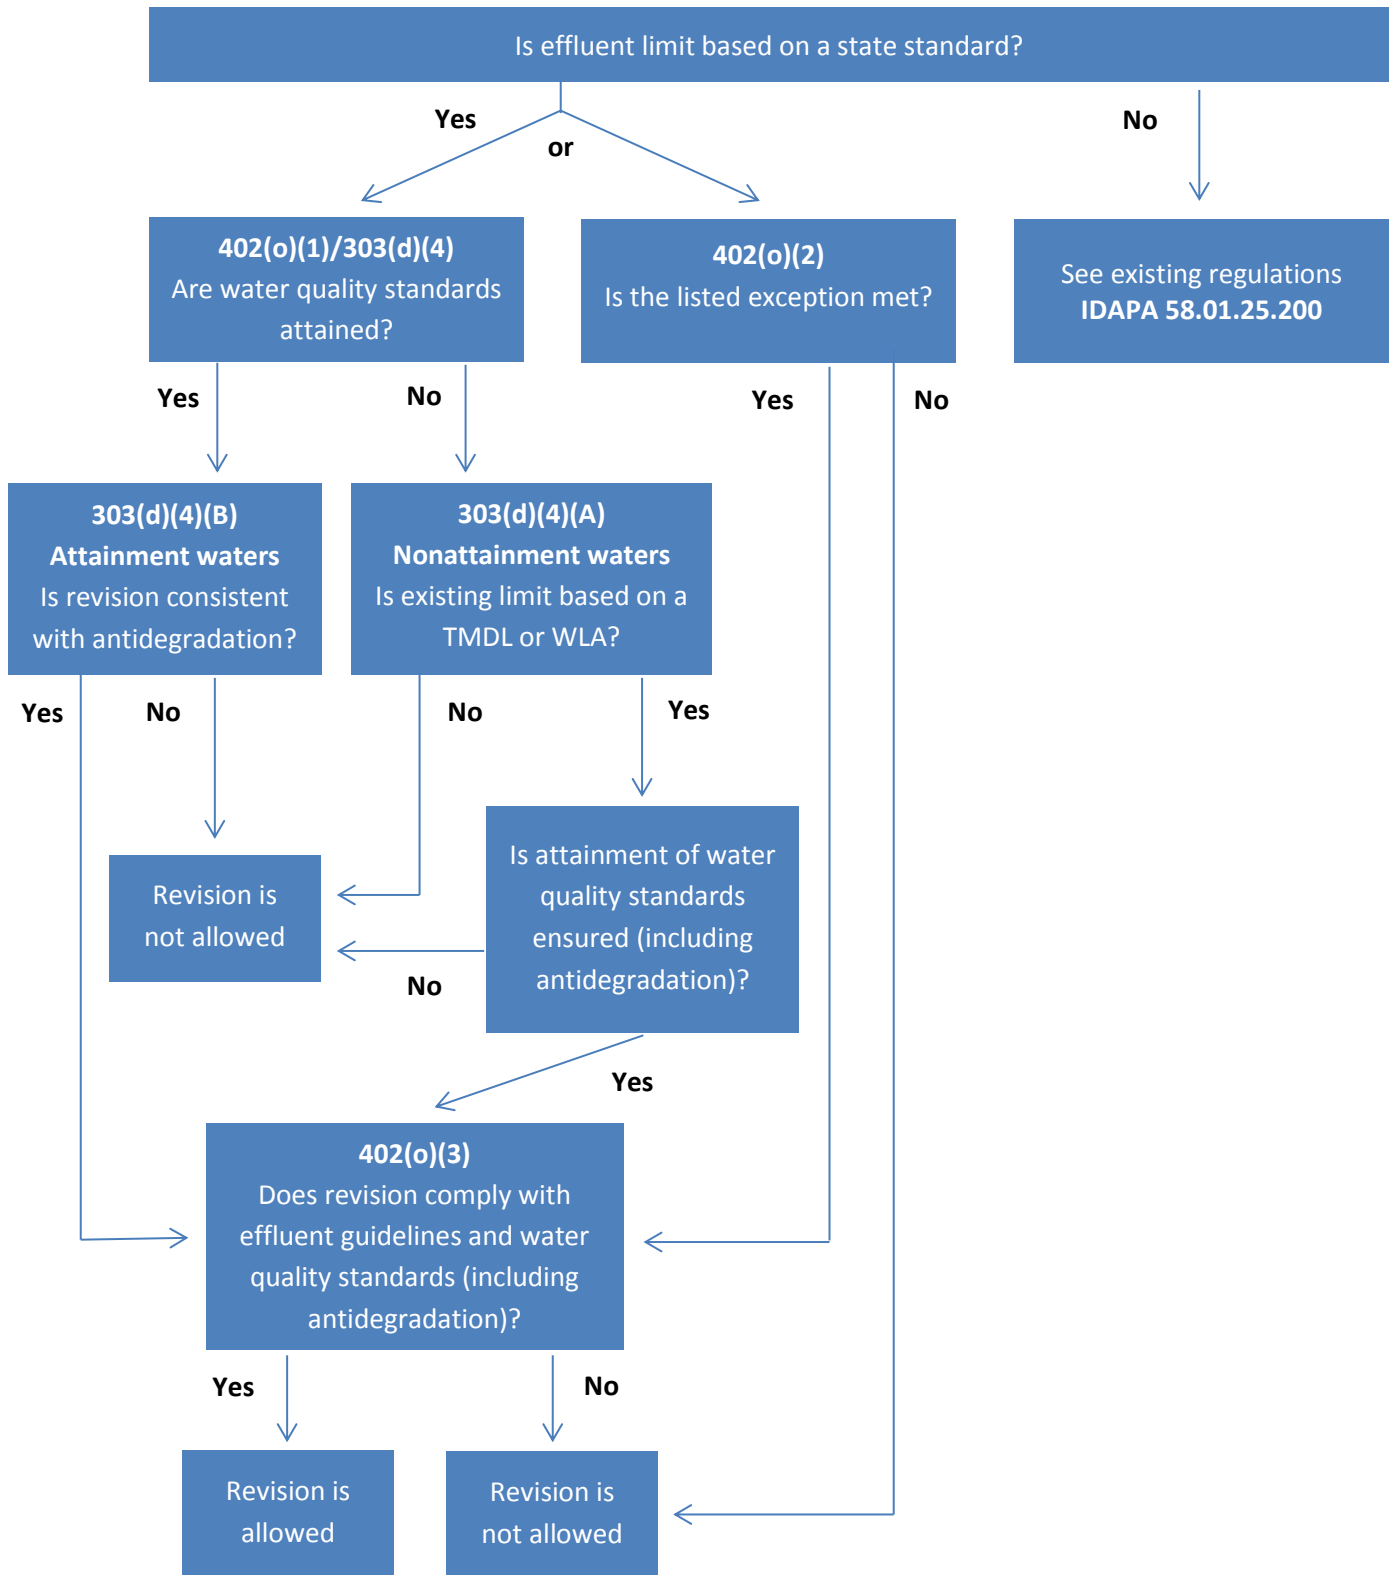 Is effluent limit based on a state standard?
Yes
or
No
402(o)(1)/303(d)(4)
Are water quality standards
attained?
402(o)(2)
Is the listed exception met?
See existing regulations
IDAPA 58.01.25.200
Yes
No
Yes
No
303(d)(4)(B)
Attainment waters
Is revision consistent
with antidegradation?
303(d)(4)(A)
Nonattainment waters
Is existing limit based on a
TMDL or WLA?
Yes
No
No
Yes
Revision is
not allowed
Is attainment of water
quality standards
ensured (including
antidegradation)?
No
Yes
402(o)(3)
Does revision comply with
effluent guidelines and water
quality standards (including
antidegradation)?
Yes
No
Revision is
allowed
Revision is
not allowed